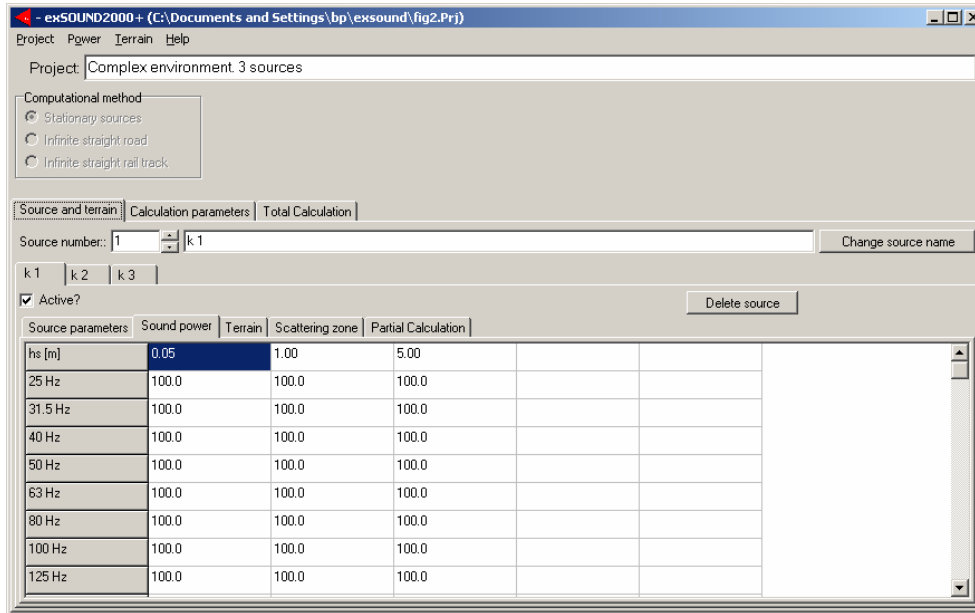 - exSOUND2000+ (C:\Documents and Settings\bp\exsound\fig2.Prj)
Project Power Terrain Help
Project: Complex environment. 3 sources
Computational method
Stationary sources
Infinite straight road
Infinite straight rail track
Source and terrain Calculation parameters Total Calculation
Source number:: 1 k 1 Change source name
k 1 k 2 k 3
Active? Delete source
Source parameters Sound power Terrain Scattering zone Partial Calculation
hs [m] 0.05 1.00 5.00
25 Hz 100.0 100.0 100.0
31.5 Hz 100.0 100.0 100.0
40 Hz 100.0 100.0 100.0
50 Hz 100.0 100.0 100.0
63 Hz 100.0 100.0 100.0
80 Hz 100.0 100.0 100.0
100 Hz 100.0 100.0 100.0
125 Hz 100.0 100.0 100.0